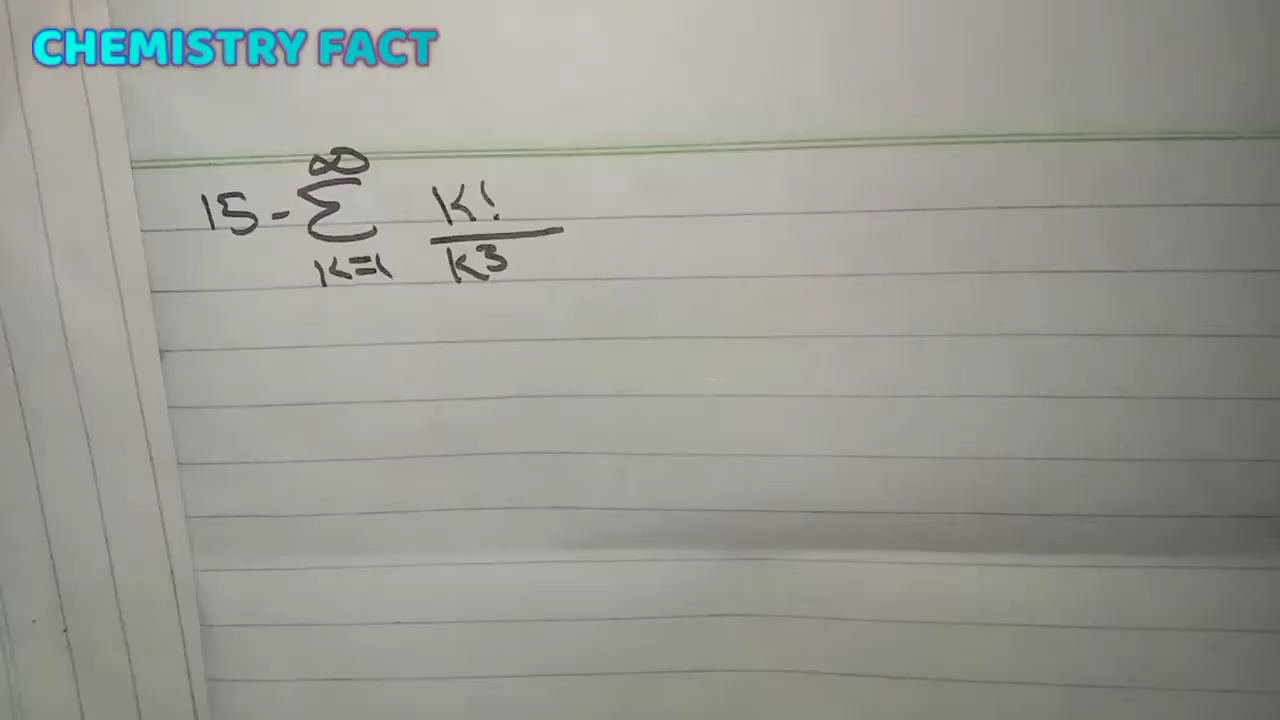 CHEMISTRY FACT
15- ∞
Σ
K=1
K!
K3